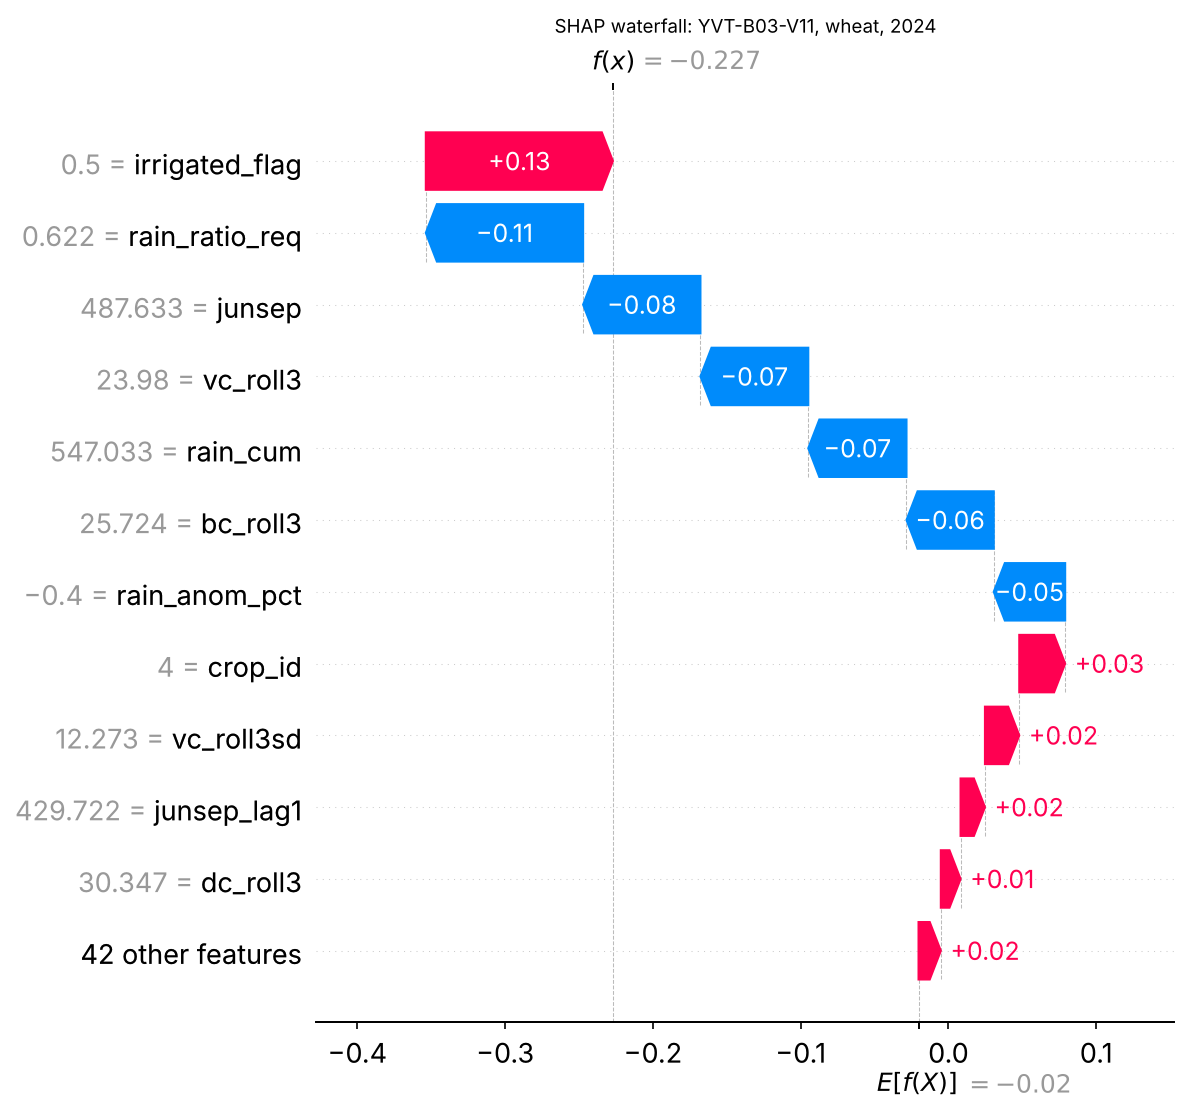 SHAP waterfall: YVT-B03-V11, wheat, 2024
f(x) = −0.227
0.5 = irrigated_flag
+0.13
0.622 = rain_ratio_req
−0.11
487.633 = junsep
−0.08
23.98 = vc_roll3
−0.07
547.033 = rain_cum
−0.07
25.724 = bc_roll3
−0.06
−0.4 = rain_anom_pct
−0.05
4 = crop_id
+0.03
12.273 = vc_roll3sd
+0.02
429.722 = junsep_lag1
+0.02
30.347 = dc_roll3
+0.01
42 other features
+0.02
−0.4 −0.3 −0.2 −0.1 0.0 0.1
E[f(X)] = −0.02